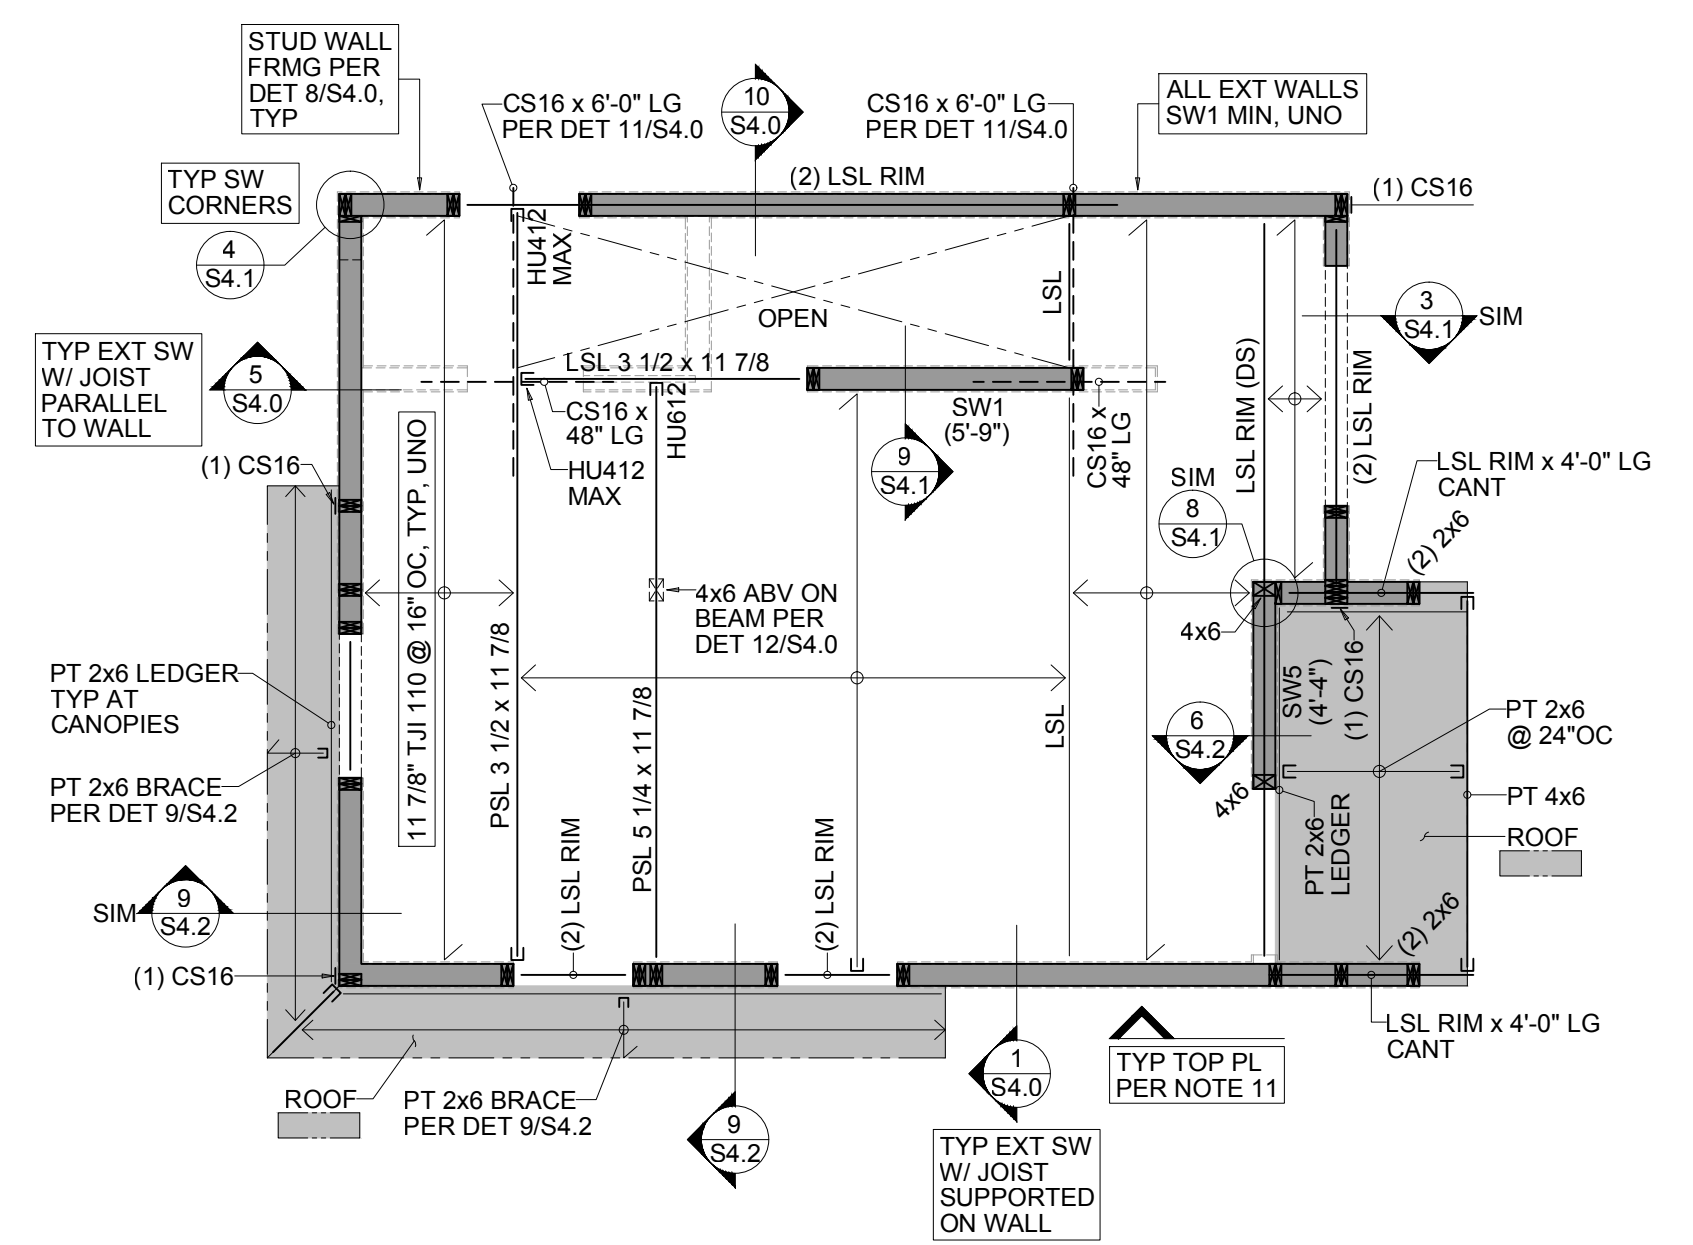 STUD WALL
FRMG PER
DET 8/S4.0,
TYP
CS16 x 6'-0" LG
PER DET 11/S4.0
10
S4.0
CS16 x 6'-0" LG
PER DET 11/S4.0
ALL EXT WALLS
SW1 MIN, UNO
TYP SW
CORNERS
(2) LSL RIM
(1) CS16
4
S4.1
HU412
MAX
OPEN
LSL
3
S4.1
SIM
TYP EXT SW
W/ JOIST
PARALLEL
TO WALL
5
S4.0
LSL 3 1/2 x 11 7/8
LSL RIM (DS)
(2) LSL RIM
CS16 x
48" LG
HU612
SW1
(5'-9")
CS16 x
48" LG
HU412
MAX
9
S4.1
(1) CS16
11 7/8" TJI 110 @ 16" OC, TYP, UNO
SIM
8
S4.1
LSL RIM x 4'-0" LG
CANT
(2) 2x6
4x6 ABV ON
BEAM PER
DET 12/S4.0
4x6
PT 2x6 LEDGER
TYP AT
CANOPIES
PSL 3 1/2 x 11 7/8
PSL 5 1/4 x 11 7/8
LSL
6
S4.2
SW5
(4'-4")
(1) CS16
PT 2x6
@ 24"OC
PT 2x6 BRACE
PER DET 9/S4.2
4x6
PT 2x6
LEDGER
PT 4x6
ROOF
SIM
9
S4.2
(2) LSL RIM
(2) LSL RIM
(2) 2x6
(1) CS16
LSL RIM x 4'-0" LG
CANT
ROOF
PT 2x6 BRACE
PER DET 9/S4.2
9
S4.2
1
S4.0
TYP TOP PL
PER NOTE 11
TYP EXT SW
W/ JOIST
SUPPORTED
ON WALL